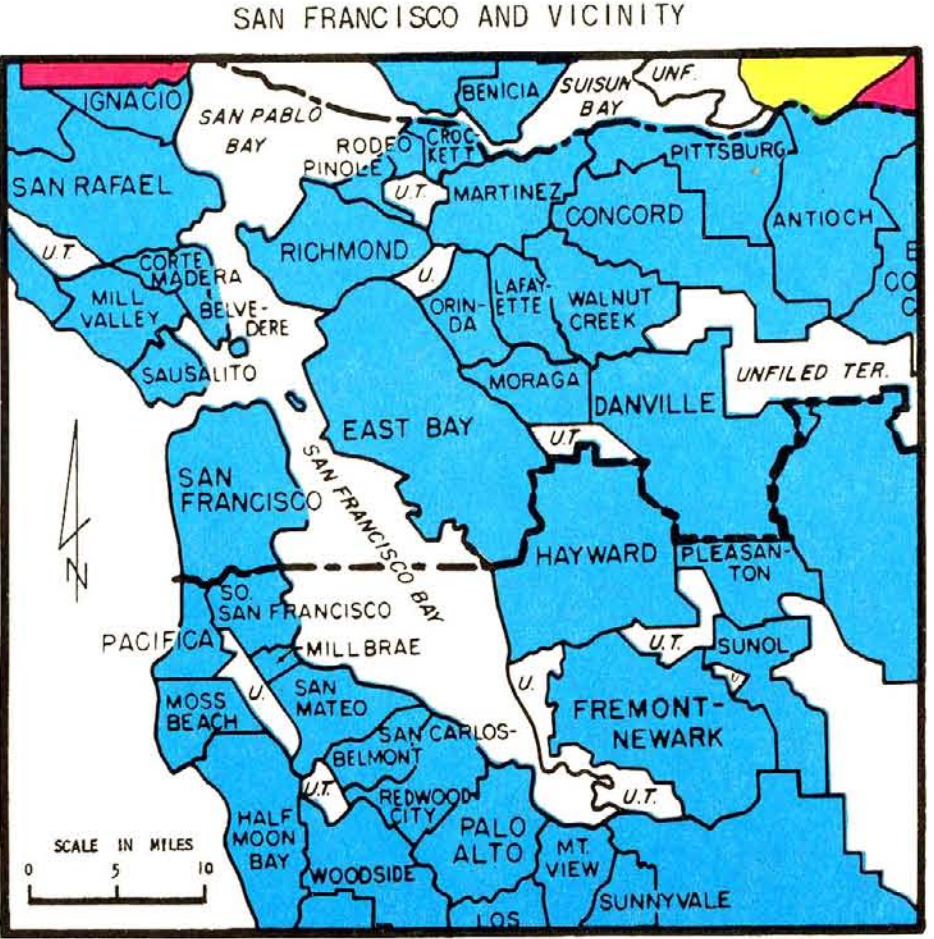 SAN FRANCISCO AND VICINITY
IGNACIO
SAN PABLO
BAY
BENICIA
SUISUN
BAY
UNF.
RODEO
PINOLE
CROC-
KETT
PITTSBURG
SAN RAFAEL
U.T.
MARTINEZ
CONCORD
ANTIOCH
U.T.
CORTE
MADERA
RICHMOND
U.
MILL
VALLEY
BELVE-
DERE
ORIN-
DA
LAFAY-
ETTE
WALNUT
CREEK
CO
C
SAUSALITO
MORAGA
UNFILED TER.
DANVILLE
EAST BAY
U.T.
SAN
FRANCISCO
SAN FRANCISCO BAY
N
HAYWARD
PLEASAN-
TON
SO.
SAN FRANCISCO
PACIFICA
MILLBRAE
U.T.
SUNOL
U.
U
MOSS
BEACH
U.
SAN
MATEO
FREMONT-
NEWARK
SAN CARLOS-
BELMONT
U.T.
REDWOOD
CITY
U.T.
HALF
MOON
BAY
PALO
ALTO
MT.
VIEW
SCALE IN MILES
0 5 10
WOODSIDE
SUNNYVALE
LOS